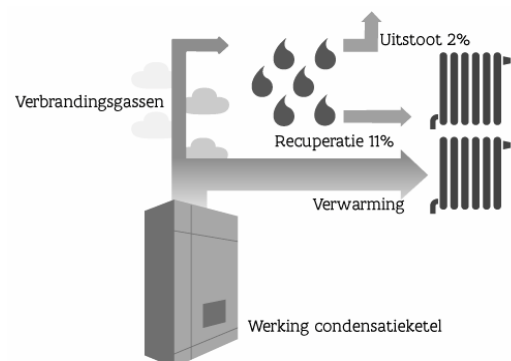 Uitstoot 2%
Verbrandingsgassen
Recuperatie 11%
Verwarming
Werking condensatieketel